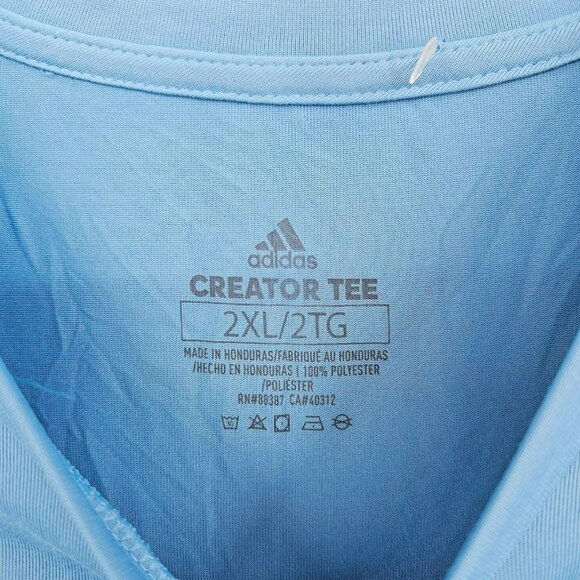 adidas
CREATOR TEE
2XL/2TG
MADE IN HONDURAS/FABRIQUÉ AU HONDURAS
/HECHO EN HONDURAS | 100% POLYESTER
/POLIÉSTER
RN#88387 CA#40312